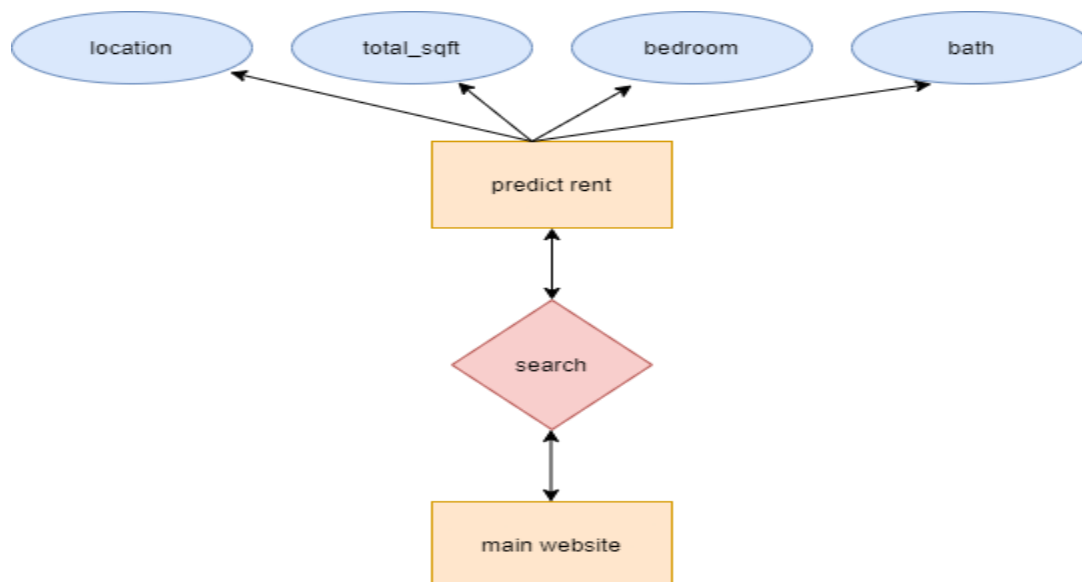 location
total_sqft
bedroom
bath
predict rent
search
main website